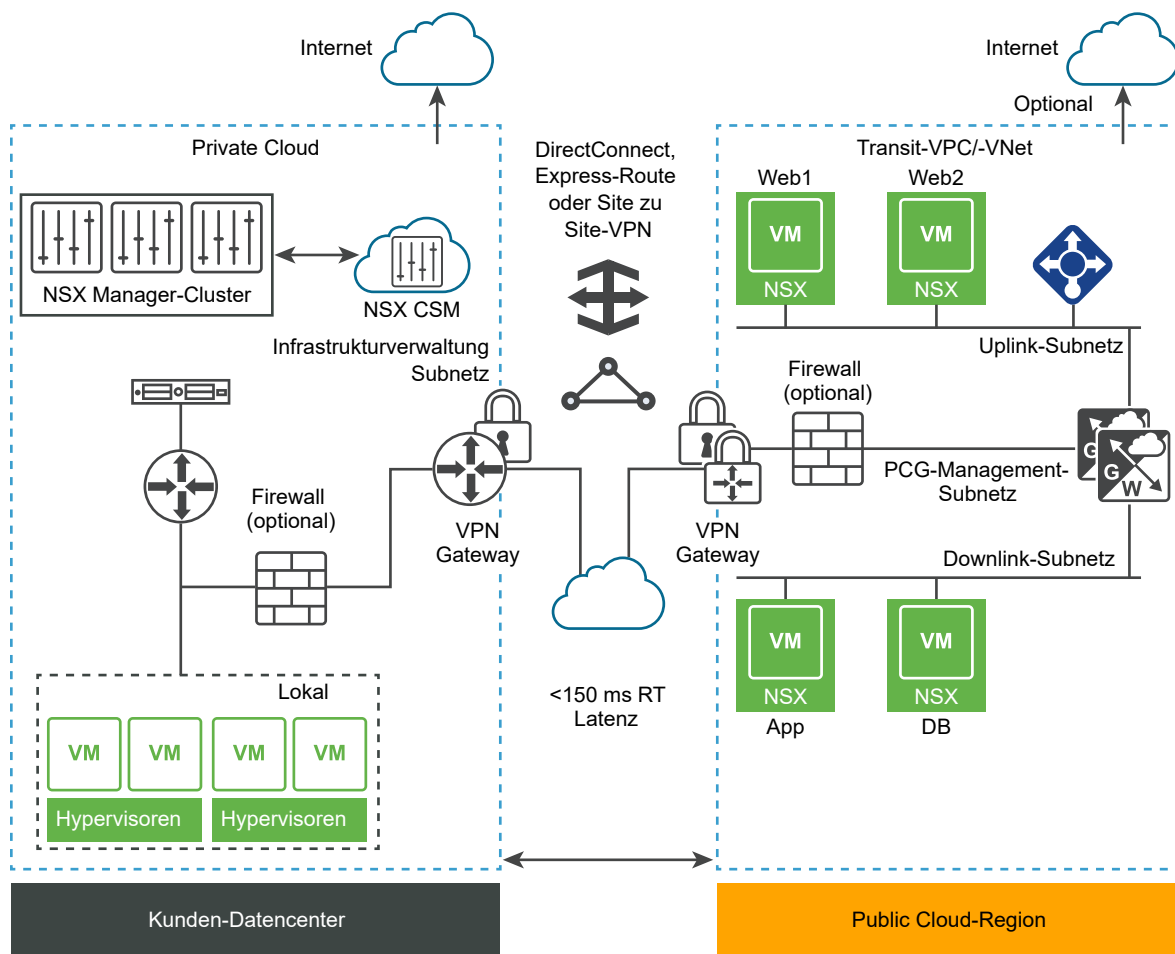 Internet
Internet
Optional
Private Cloud
NSX Manager-Cluster
NSX CSM
Infrastrukturverwaltung
Subnetz
Firewall
(optional)
VPN
Gateway
Lokal
VM
VM
VM
VM
Hypervisoren
Hypervisoren
Kunden-Datencenter
DirectConnect,
Express-Route
oder Site zu
Site-VPN
<150 ms RT
Latenz
Transit-VPC/-VNet
Web1
Web2
VM
VM
NSX
NSX
Uplink-Subnetz
Firewall
(optional)
VPN
Gateway
PCG-Management-
Subnetz
G
G
W
Downlink-Subnetz
VM
VM
NSX
NSX
App
DB
Public Cloud-Region